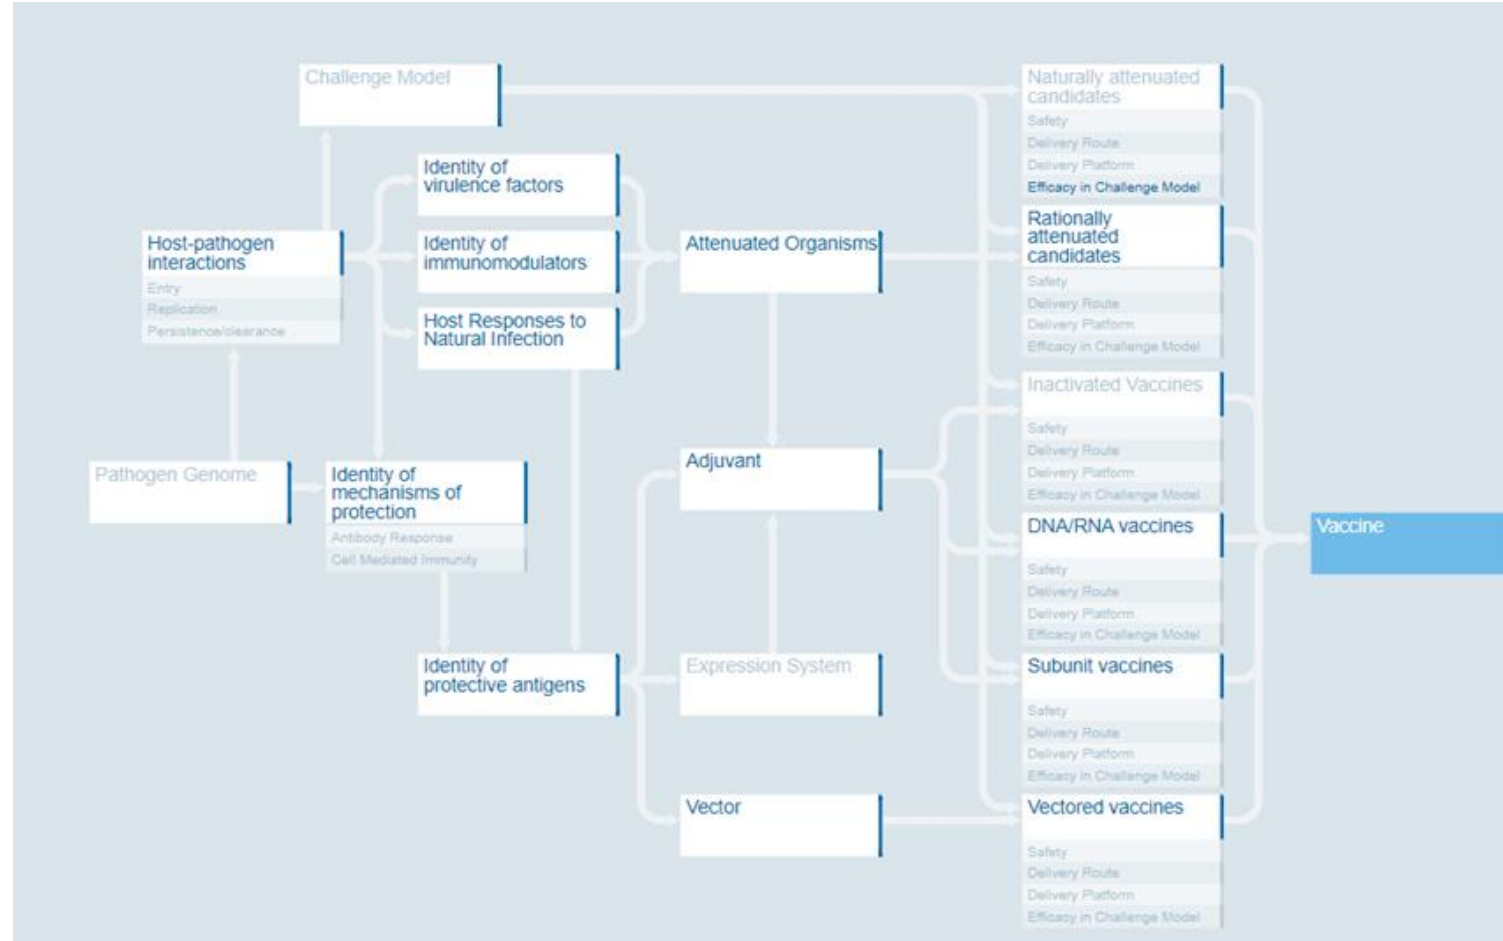 Challenge Model
Identity of
virulence factors
Host-pathogen
interactions
Entry
Replication
Persistence/clearance
Identity of
immunomodulators
Host Responses to
Natural Infection
Attenuated Organisms
Pathogen Genome
Identity of
mechanisms of
protection
Antibody Response
Cell Mediated Immunity
Adjuvant
Identity of
protective antigens
Expression System
Vector
Naturally attenuated
candidates
Safety
Delivery Route
Delivery Platform
Efficacy in Challenge Model
Rationally
attenuated
candidates
Safety
Delivery Route
Delivery Platform
Efficacy in Challenge Model
Inactivated Vaccines
Safety
Delivery Route
Delivery Platform
Efficacy in Challenge Model
DNA/RNA vaccines
Safety
Delivery Route
Delivery Platform
Efficacy in Challenge Model
Subunit vaccines
Safety
Delivery Route
Delivery Platform
Efficacy in Challenge Model
Vectored vaccines
Safety
Delivery Route
Delivery Platform
Efficacy in Challenge Model
Vaccine